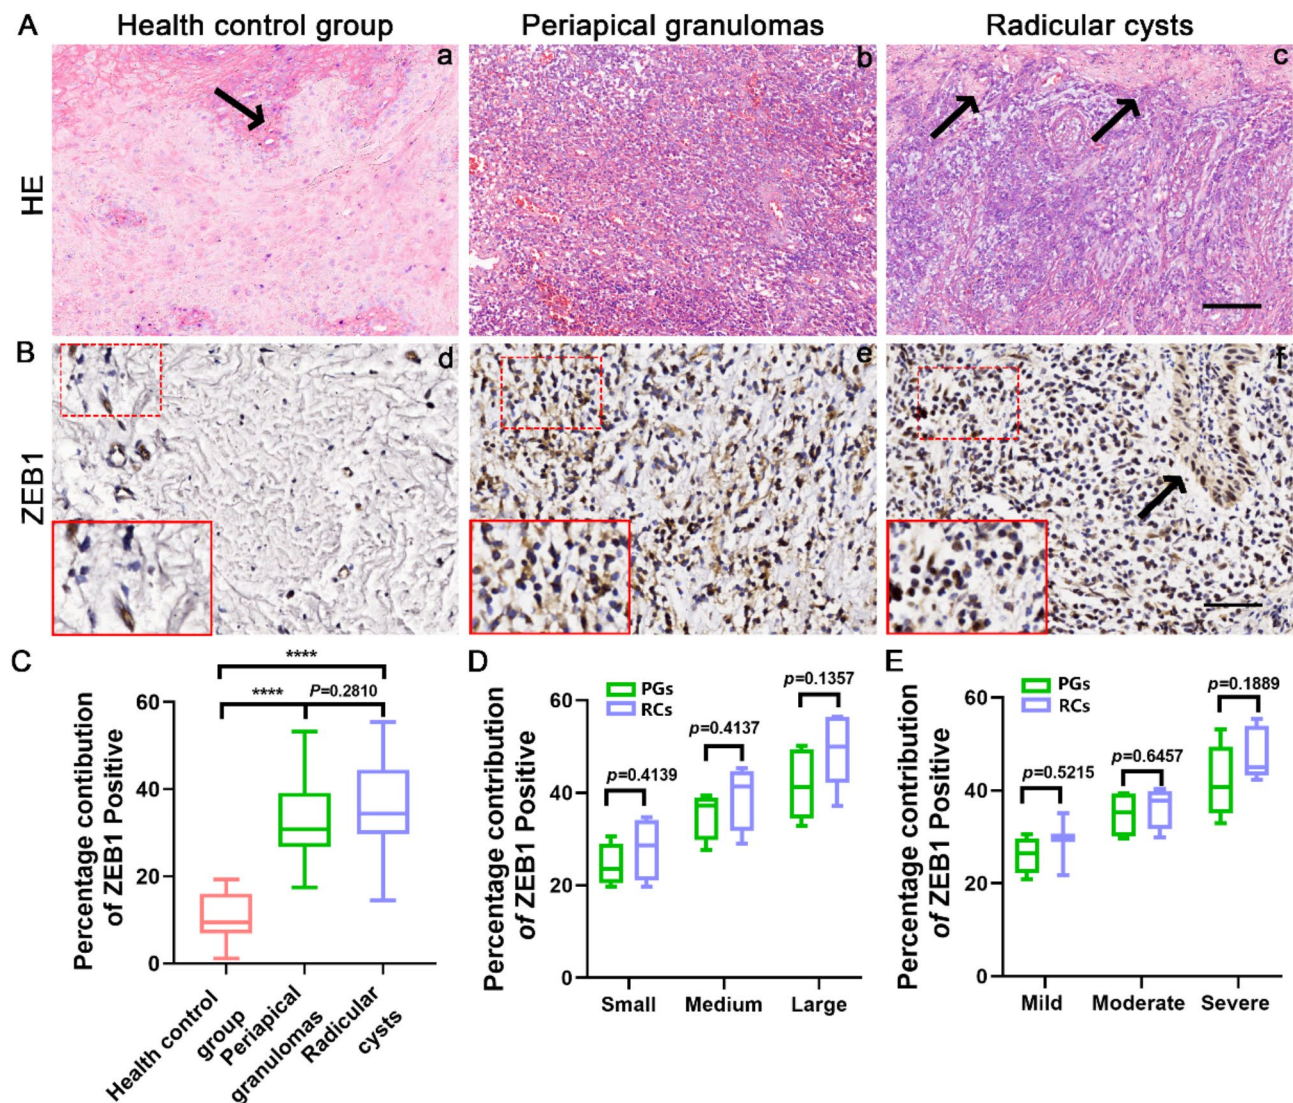 A
Health control group
Periapical granulomas
Radicular cysts
HE
a
b
c
B
ZEB1
d
e
f
C
Percentage contibution
of ZEB1 Positive
60
40
20
0
****
****
P=0.2810
Health control
group
Periapical
granulomas
Radicular
cysts
D
Percentage contribution
of ZEB1 Positive
60
40
20
0
PGs
RCs
p=0.4139
p=0.4137
p=0.1357
Small
Medium
Large
E
Percentage contribution
of ZEB1 Positive
60
40
20
0
PGs
RCs
p=0.5215
p=0.6457
p=0.1889
Mild
Moderate
Severe